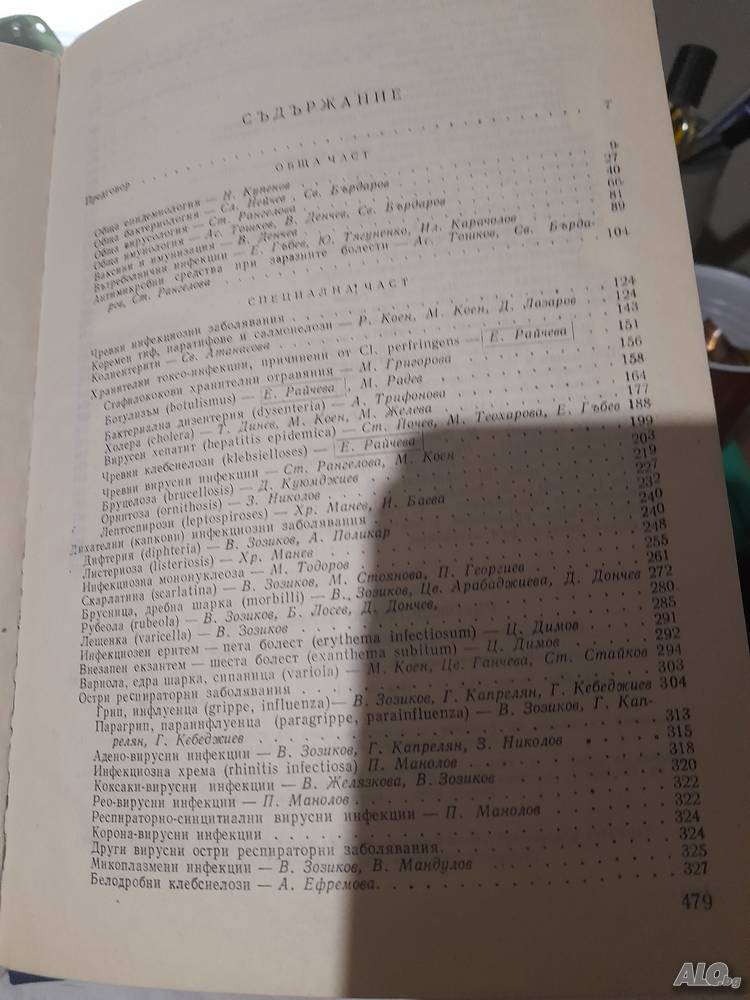 СЪДЪРЖАНИЕ
Предговор . . . 7
ОБЩА ЧАСТ
Обща епидемиология — Н. Купенов . . . 9
Обща бактериология — Сл. Нейчев, Св. Бърдаров . . . 27
Обща вирусология — Ст. Рангелова . . . 40
Обща имунология — Ас. Тошков, В. Денчев, Св. Бърдаров . . . 66
Ваксини и имунизация — В. Денчев . . . 81
Вътреболнични инфекции — Е. Гъбев, Ю. Тясуненко, Ил. Карачолов . . . 89
Антимикробни средства при заразните болести — Ас. Тошков, Св. Бърда-
ров, Ст. Рангелова . . . 104
СПЕЦИАЛНА ЧАСТ
Чревни инфекциозни заболявания . . . 124
Коремен тиф, паратифове и салмонелози — Р. Коен, М. Коен, Д. Лазаров . . . 124
Колиентерити — Св. Атанасова . . . 143
Хранителни токсо-инфекции, причинени от Cl. perfringens — Е. Райчева . . . 151
Стафилококови хранителни отравяния — М. Григорова . . . 156
Ботулизъм (botulismus) — Е. Райчева, М. Радев . . . 158
Бактериална дизентерия (dysenteria) — А. Трифонова . . . 164
Холера (cholera) — Т. Динев, М. Коен, М. Желева . . . 177
Вирусен хепатит (hepatitis epidemica) — Ст. Йочев, М. Теохарова, Е. Гъбев 188
Чревни клебсиелози (klebsielloses) — Е. Райчева . . . 199
Чревни вирусни инфекции — Ст. Рангелова, М. Коен . . . 203
Бруцелоза (brucellosis) — Д. Куюмджиев . . . 219
Орнитоза (ornithosis) — З. Николов . . . 227
Лептоспирози (leptospiroses) — Хр. Манев, И. Баева . . . 232
Дихателни (капкови) инфекциозни заболявания . . . 240
Дифтерия (diphteria) — В. Зозиков, А. Поликар . . . 240
Листериоза (listeriosis) — Хр. Манев . . . 248
Инфекциозна мононуклеоза — М. Тодоров . . . 255
Скарлатина (scarlatina) — В. Зозиков, М. Стоянова, П. Георгиев . . . 261
Брусница, дребна шарка (morbilli) — В. Зозиков, Цв. Арабаджиева, Д. Дончев 272
Рубеола (rubeola) — В. Зозиков, Б. Лосев, Д. Дончев, . . . 280
Лещенка (varicella) — В. Зозиков . . . 285
Инфекциозен еритем — пета болест (erythema infectiosum) — Ц. Димов . . . 291
Внезапен екзантем — шеста болест (exanthema subitum) — Ц. Димов . . . 292
Вариола, едра шарка, сипаница (variola) — М. Коен, Цв. Ганчева, Ст. Стайков 294
Остри респираторни заболявания . . . 303
Грип, инфлуенца (grippe, influenza)— В. Зозиков, Г. Капрелян, Г. Кебеджиев 304
Парагрип, параинфлуенца (paragrippe, parainfluenza) — В. Зозиков, Г. Кап-
релян, Г. Кебеджиев . . . 313
Адено-вирусни инфекции — В. Зозиков, Г. Капрелян, З. Николов . . . 315
Инфекциозна хрема (rhinitis infectiosa) П. Манолов . . . 318
Коксаки-вирусни инфекции — В. Желязкова, В. Зозиков . . . 320
Рео-вирусни инфекции — П. Манолов . . . 322
Респираторно-синцитиални вирусни инфекции — П. Манолов . . . 322
Корона-вирусни инфекции . . . 324
Други вирусни остри респираторни заболявания. . . . 324
Микоплазмени инфекции — В. Зозиков, В. Мандулов . . . 325
Белодробни клебсиелози — А. Ефремова. . . . 327
479
ALO.bg